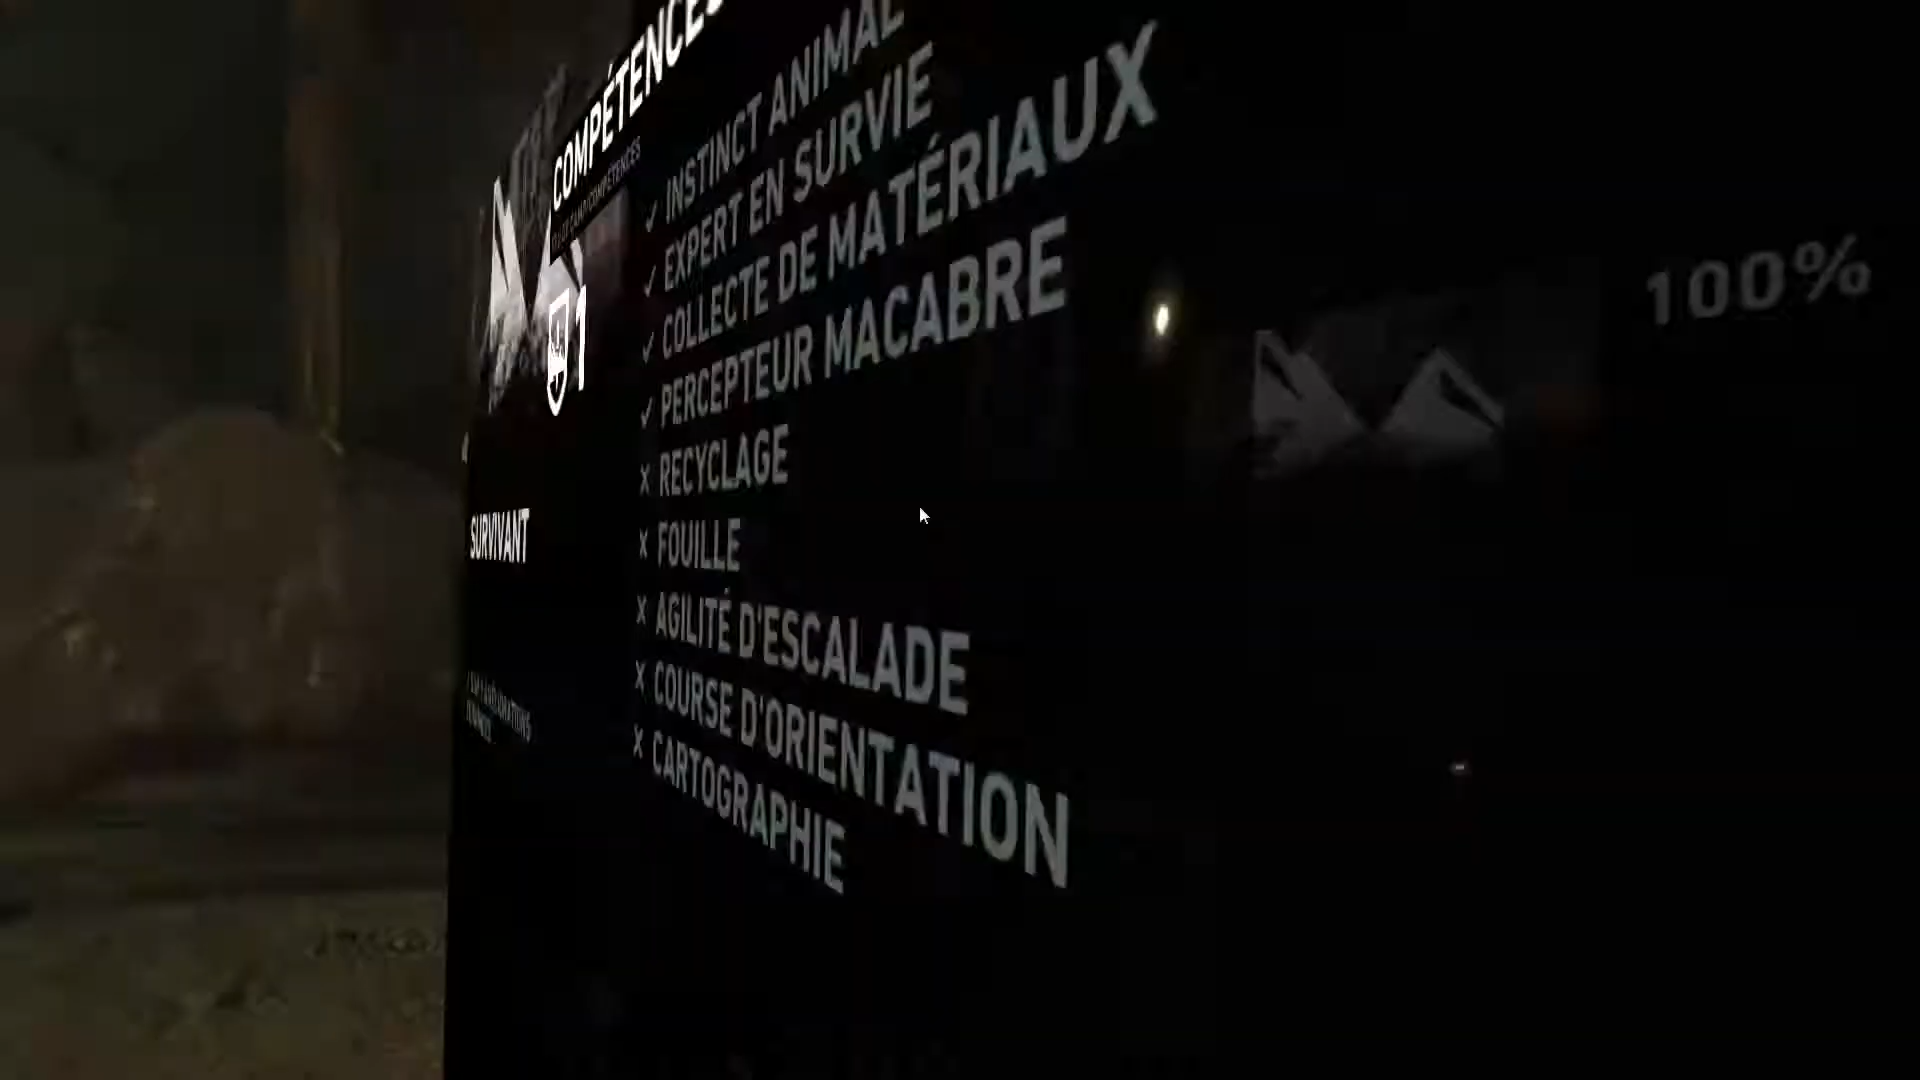 COMPÉTENCES
INSTINCT ANIMAL
EXPERT EN SURVIE
COLLECTE DE MATÉRIAUX
PERCEPTEUR MACABRE
RECYCLAGE
FOUILLE
AGILITÉ D'ESCALADE
COURSE D'ORIENTATION
CARTOGRAPHIE
1
SURVIVANT
100%